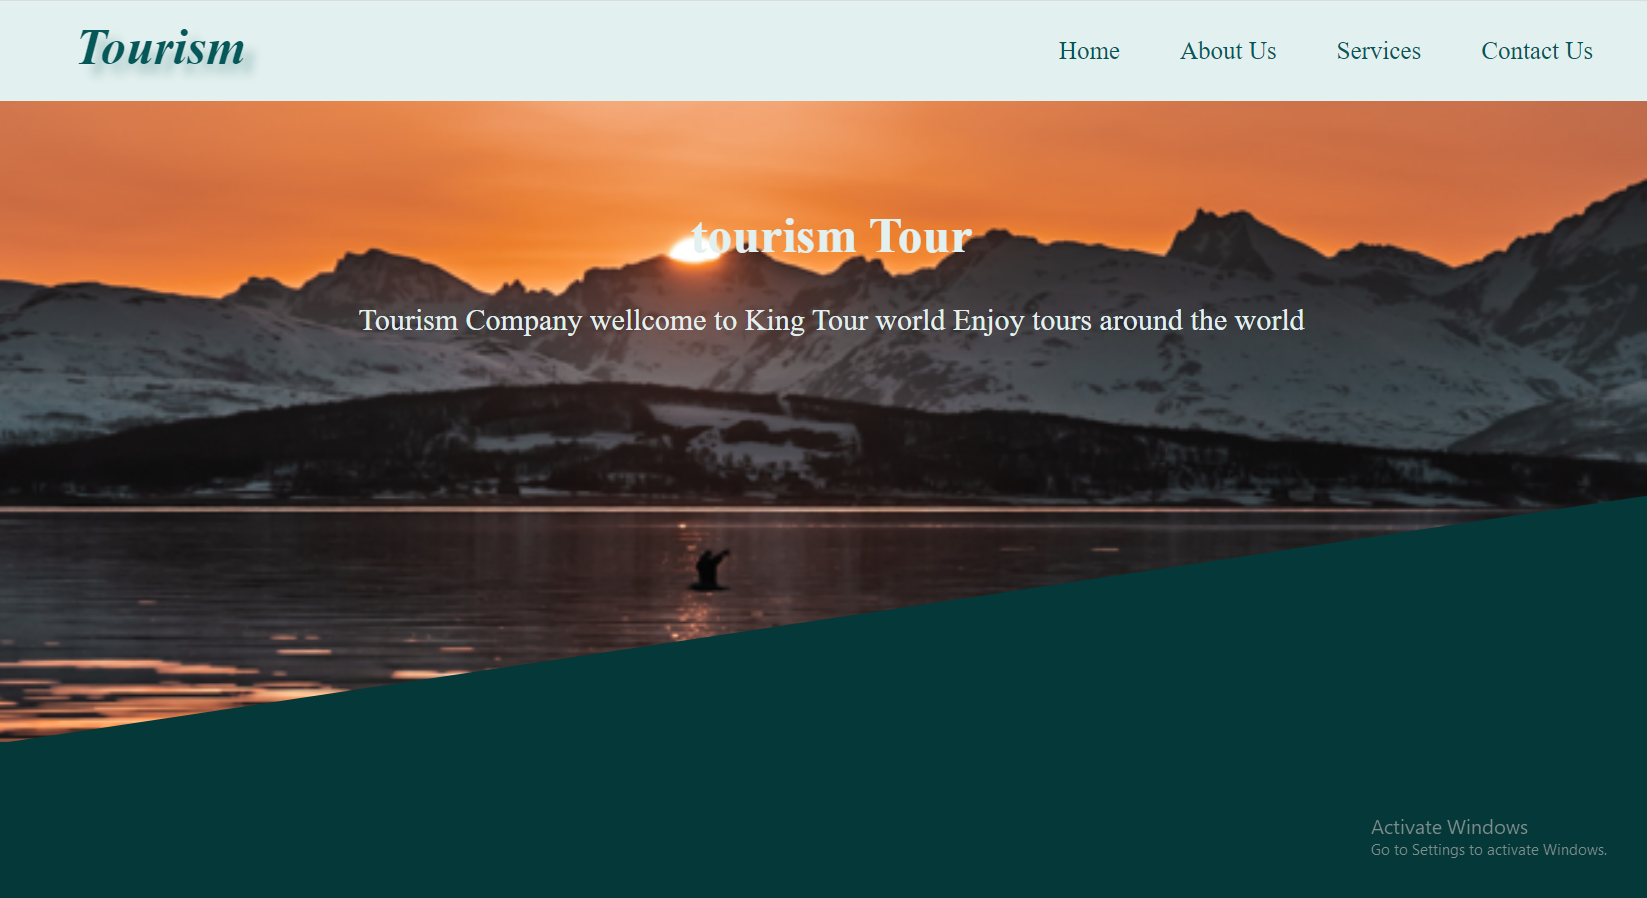 Tourism
Home About Us Services Contact Us
tourism Tour
Tourism Company wellcome to King Tour world Enjoy tours around the world
Activate Windows
Go to Settings to activate Windows.